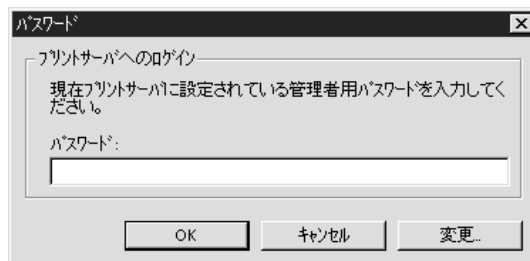 パスワード
プリントサーバへのログイン
現在プリントサーバに設定されている管理者用パスワードを入力してく
ださい。
パスワード:
OK
キャンセル
変更...